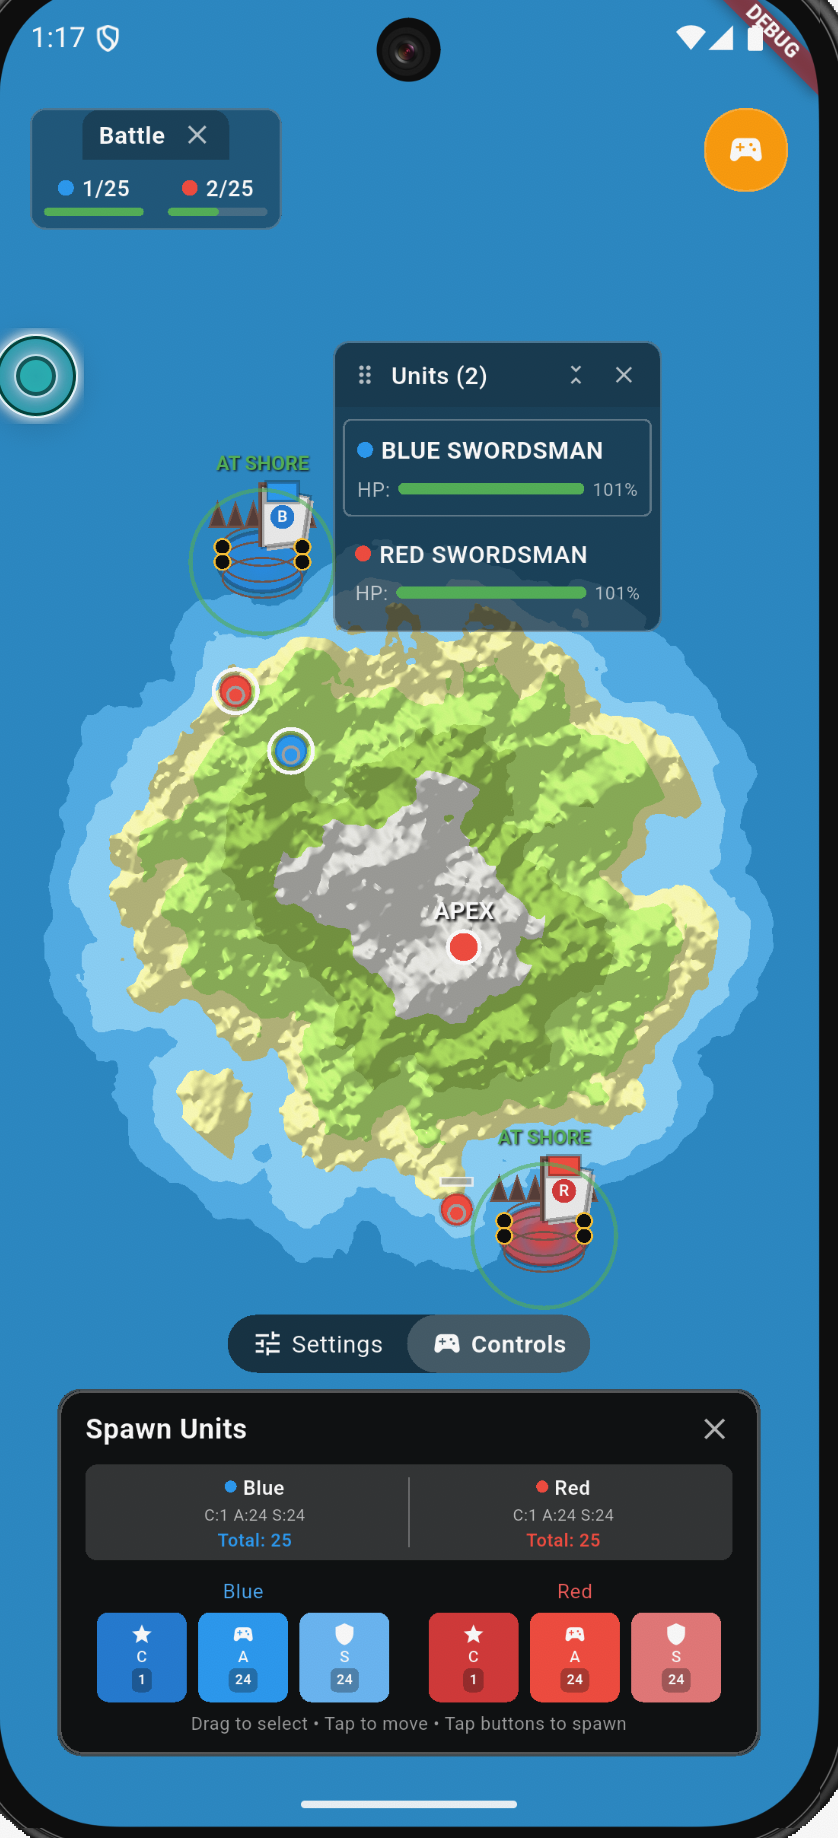 1:17
DEBUG
Battle
1/25 2/25
Units (2)
BLUE SWORDSMAN
HP: 101%
RED SWORDSMAN
HP: 101%
AT SHORE
B
APEX
AT SHORE
R
Settings Controls
Spawn Units
Blue Red
C:1 A:24 S:24 C:1 A:24 S:24
Total: 25 Total: 25
Blue Red
C A S C A S
1 24 24 1 24 24
Drag to select • Tap to move • Tap buttons to spawn